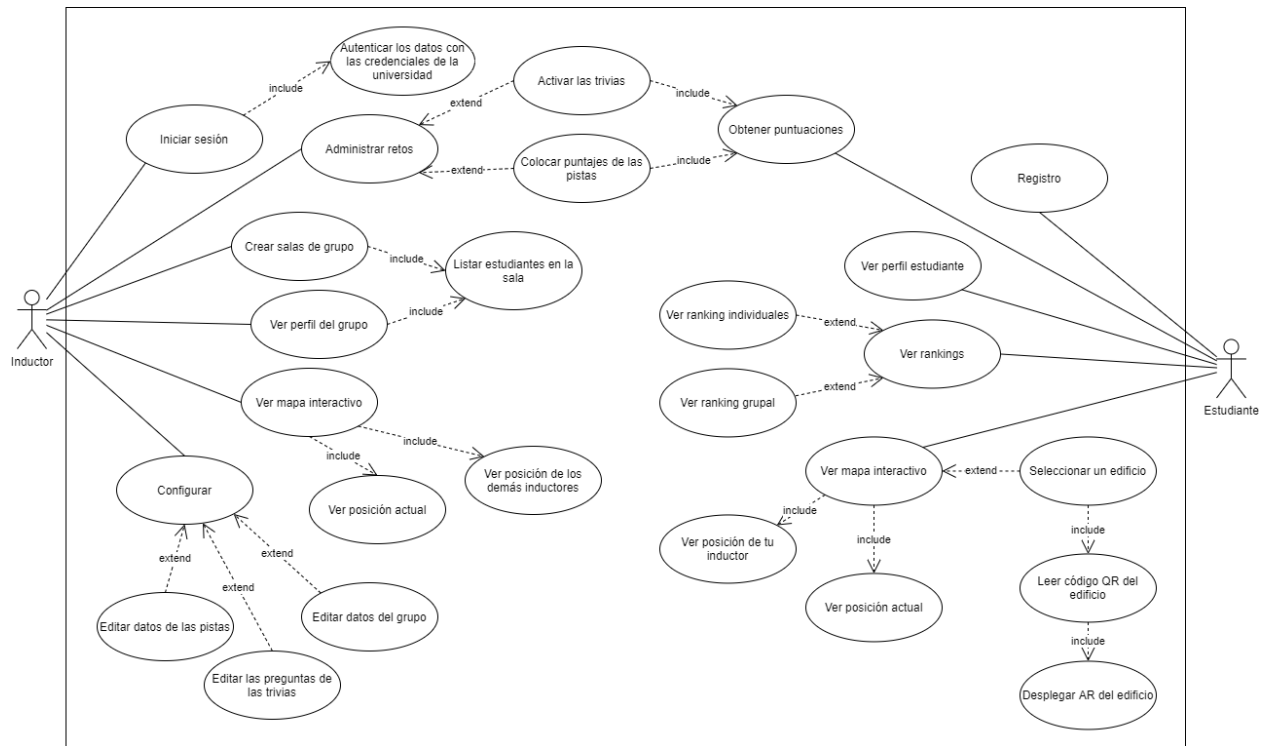 Autenticar los datos con
las credenciales de la
universidad
include
Iniciar sesión
Administrar retos
extend
Activar las trivias
include
Obtener puntuaciones
extend
Colocar puntajes de las
pistas
include
Registro
Crear salas de grupo
include
Listar estudiantes en la
sala
Ver perfil del grupo
include
Ver perfil estudiante
Ver ranking individuales
extend
Ver rankings
Ver ranking grupal
extend
Inductor
Estudiante
Ver mapa interactivo
include
include
Ver posición de los
demás inductores
Ver posición actual
Configurar
extend
extend
extend
Editar datos de las pistas
Editar las preguntas de
las trivias
Editar datos del grupo
Ver mapa interactivo
extend
Seleccionar un edificio
include
Ver posición de tu
inductor
include
Ver posición actual
include
Leer código QR del
edificio
include
Desplegar AR del edificio